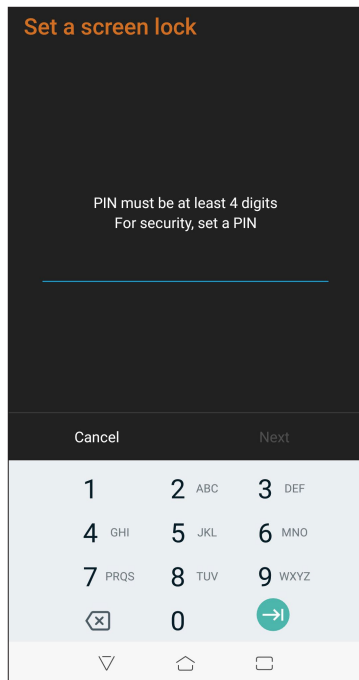 Set a screen lock
PIN must be at least 4 digits
For security, set a PIN
Cancel Next
1 2 ABC 3 DEF
4 GHI 5 JKL 6 MNO
7 PRQS 8 TUV 9 WXYZ
0